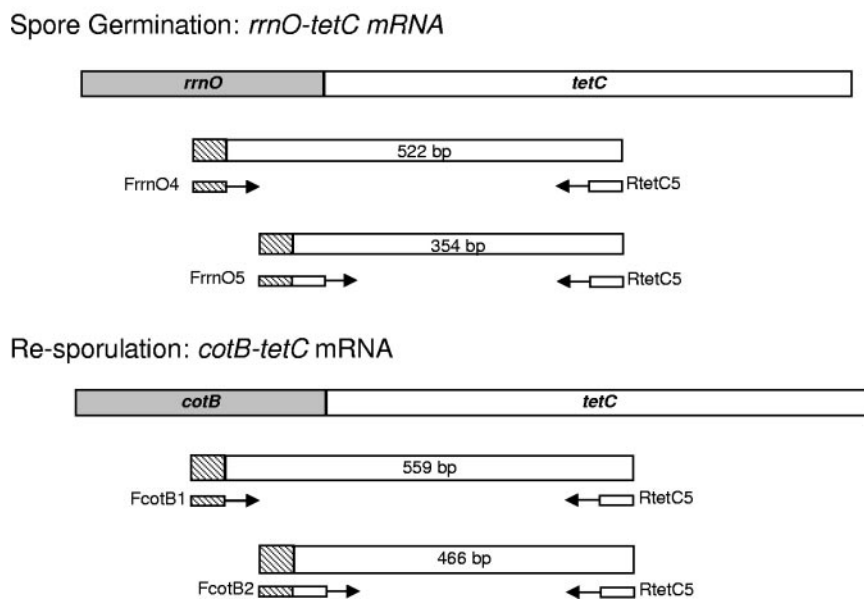 Spore Germination: rrnO-tetC mRNA
rrnO tetC
522 bp
FrrnO4 RtetC5
354 bp
FrrnO5 RtetC5
Re-sporulation: cotB-tetC mRNA
cotB tetC
559 bp
FcotB1 RtetC5
466 bp
FcotB2 RtetC5